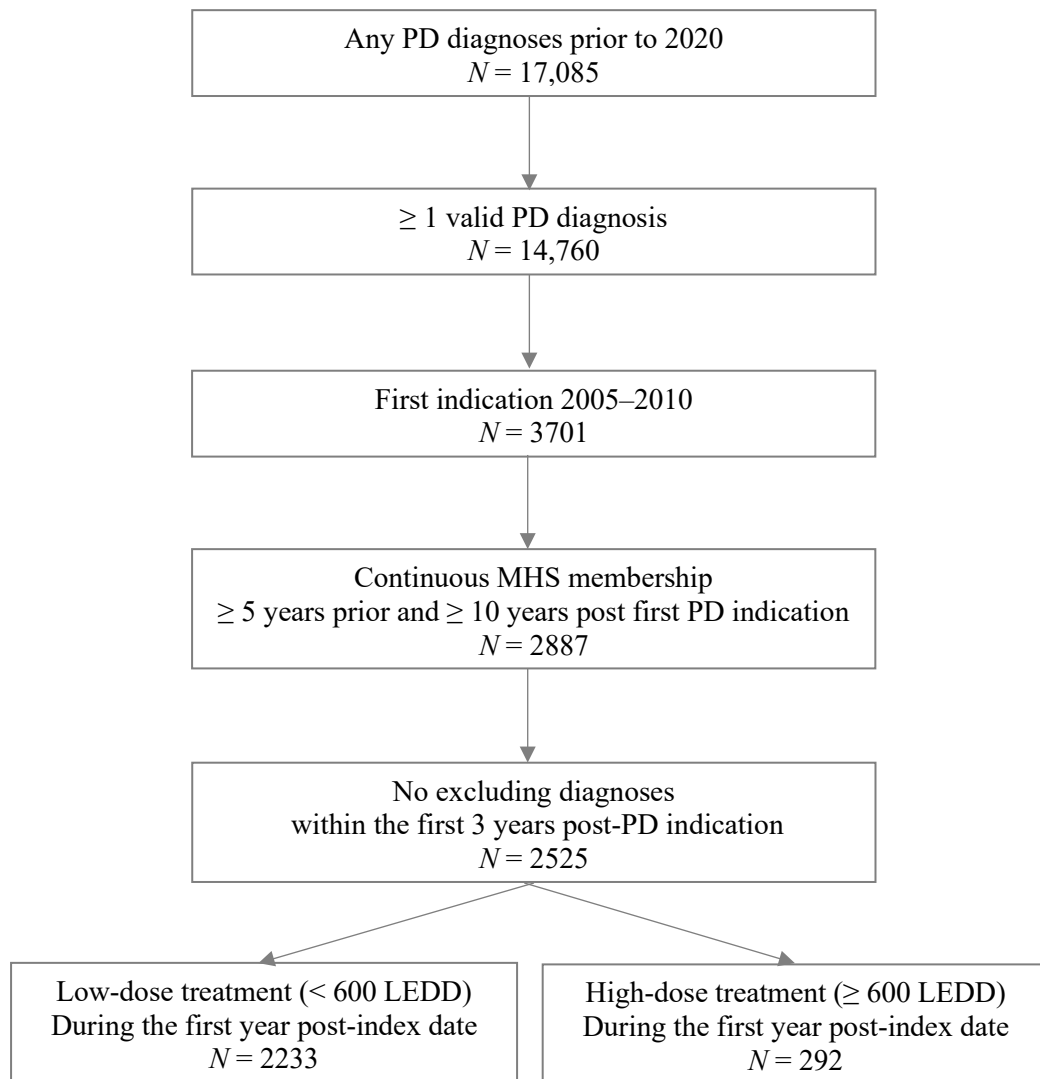 Any PD diagnoses prior to 2020
N = 17,085
≥ 1 valid PD diagnosis
N = 14,760
First indication 2005–2010
N = 3701
Continuous MHS membership
≥ 5 years prior and ≥ 10 years post first PD indication
N = 2887
No excluding diagnoses
within the first 3 years post-PD indication
N = 2525
Low-dose treatment (< 600 LEDD)
During the first year post-index date
N = 2233
High-dose treatment (≥ 600 LEDD)
During the first year post-index date
N = 292